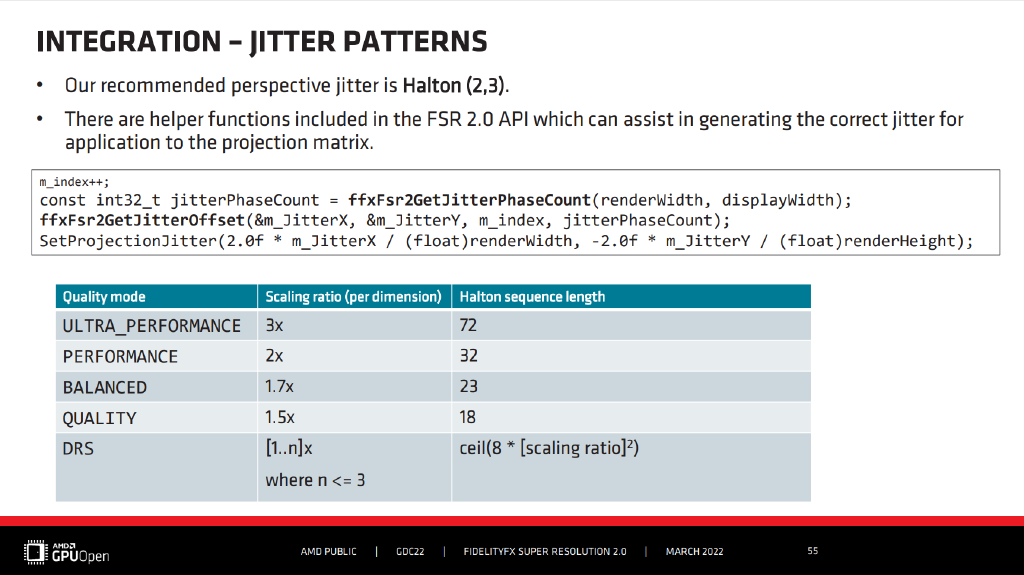 INTEGRATION – JITTER PATTERNS
• Our recommended perspective jitter is Halton (2,3).
• There are helper functions included in the FSR 2.0 API which can assist in generating the correct jitter for
application to the projection matrix.
m_index++;
const int32_t jitterPhaseCount = ffxFsr2GetJitterPhaseCount(renderWidth, displayWidth);
ffxFsr2GetJitterOffset(&m_JitterX, &m_JitterY, m_index, jitterPhaseCount);
SetProjectionJitter(2.0f * m_JitterX / (float)renderWidth, -2.0f * m_JitterY / (float)renderHeight);
Quality mode Scaling ratio (per dimension) Halton sequence length
ULTRA_PERFORMANCE 3x 72
PERFORMANCE 2x 32
BALANCED 1.7x 23
QUALITY 1.5x 18
DRS [1..n]x ceil(8 * [scaling ratio]²)
where n <= 3
AMD
GPUOpen
AMD PUBLIC | GDC22 | FIDELITYFX SUPER RESOLUTION 2.0 | MARCH 2022 55